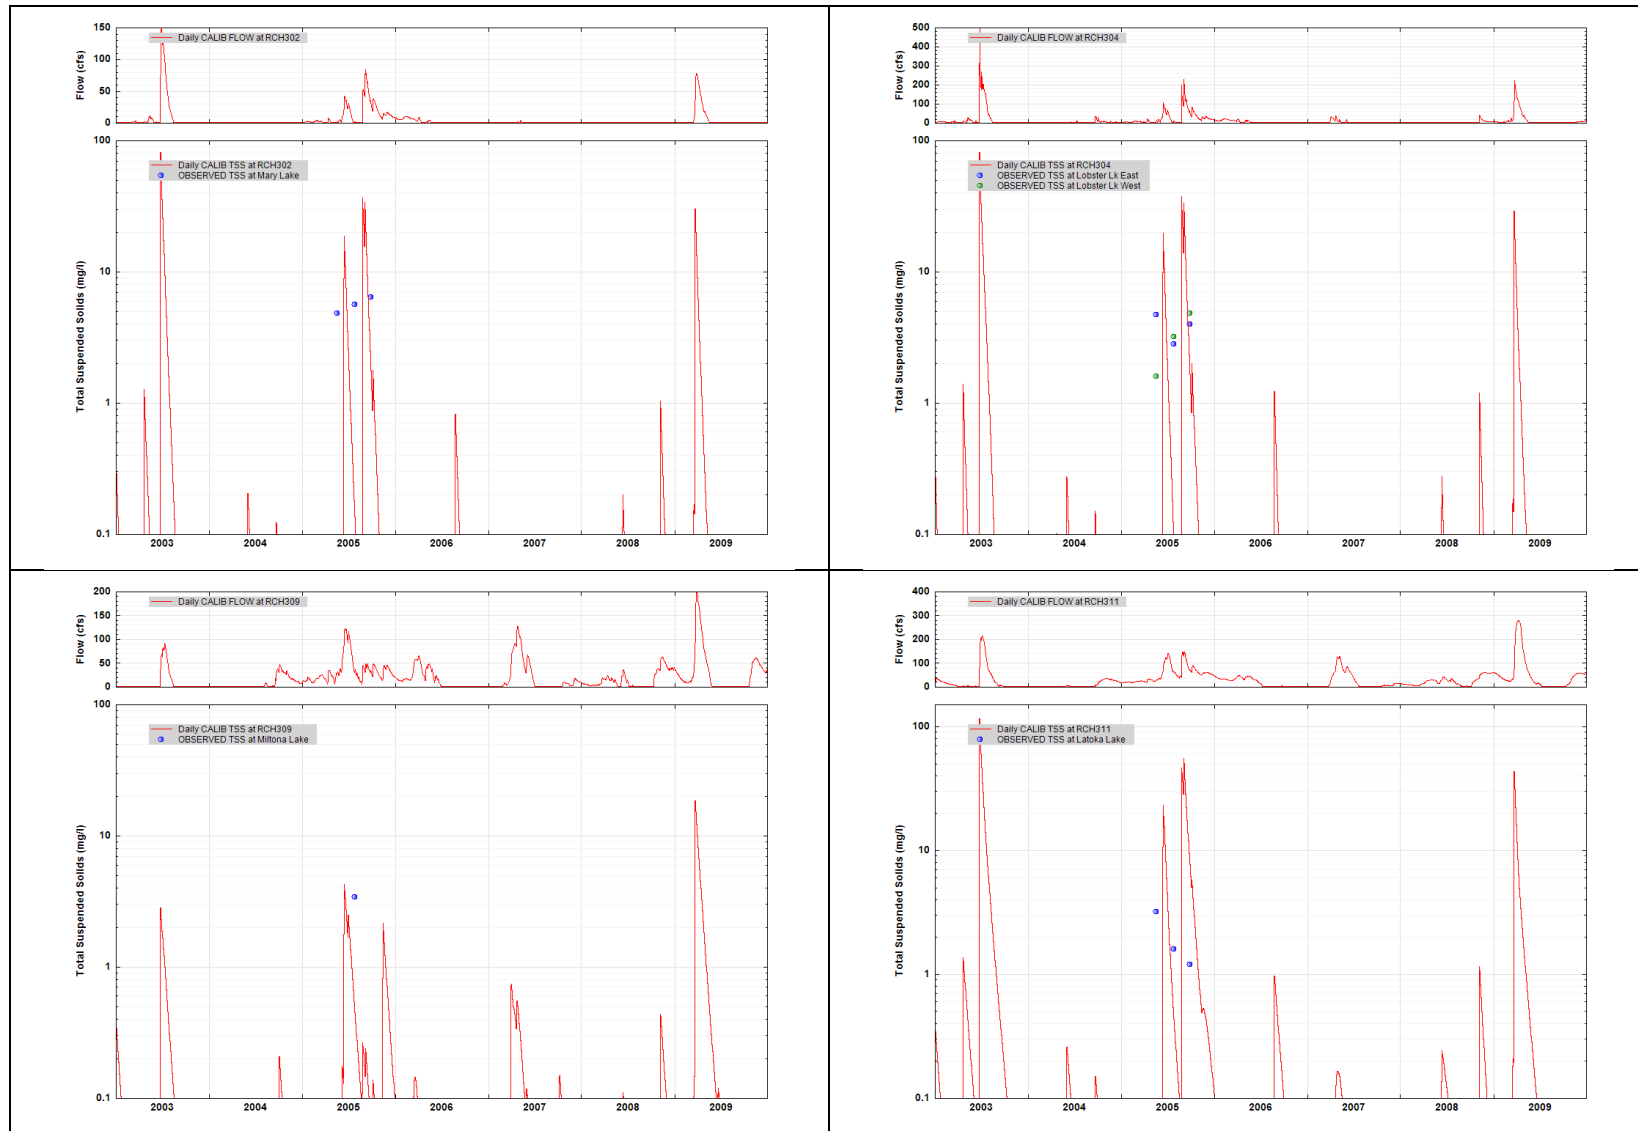 150
100
50
0
Flow (cfs)
Daily CALIB FLOW at RCH302
100
10
1
0.1
Total Suspended Solids (mg/l)
Daily CALIB TSS at RCH302
OBSERVED TSS at Mary Lake
2003 2004 2005 2006 2007 2008 2009
500
400
300
200
100
0
Flow (cfs)
Daily CALIB FLOW at RCH304
100
10
1
0.1
Total Suspended Solids (mg/l)
Daily CALIB TSS at RCH304
OBSERVED TSS at Lobster Lk East
OBSERVED TSS at Lobster Lk West
2003 2004 2005 2006 2007 2008 2009
200
150
100
50
0
Flow (cfs)
Daily CALIB FLOW at RCH309
100
10
1
0.1
Total Suspended Solids (mg/l)
Daily CALIB TSS at RCH309
OBSERVED TSS at Miltona Lake
2003 2004 2005 2006 2007 2008 2009
400
300
200
100
0
Flow (cfs)
Daily CALIB FLOW at RCH311
100
10
1
0.1
Total Suspended Solids (mg/l)
Daily CALIB TSS at RCH311
OBSERVED TSS at Latoka Lake
2003 2004 2005 2006 2007 2008 2009